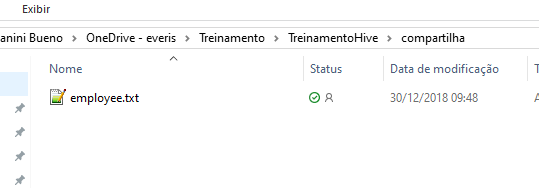 Exibir
anini Bueno > OneDrive - everis > Treinamento > TreinamentoHive > compartilha
Nome Status Data de modificação T
employee.txt 30/12/2018 09:48 A